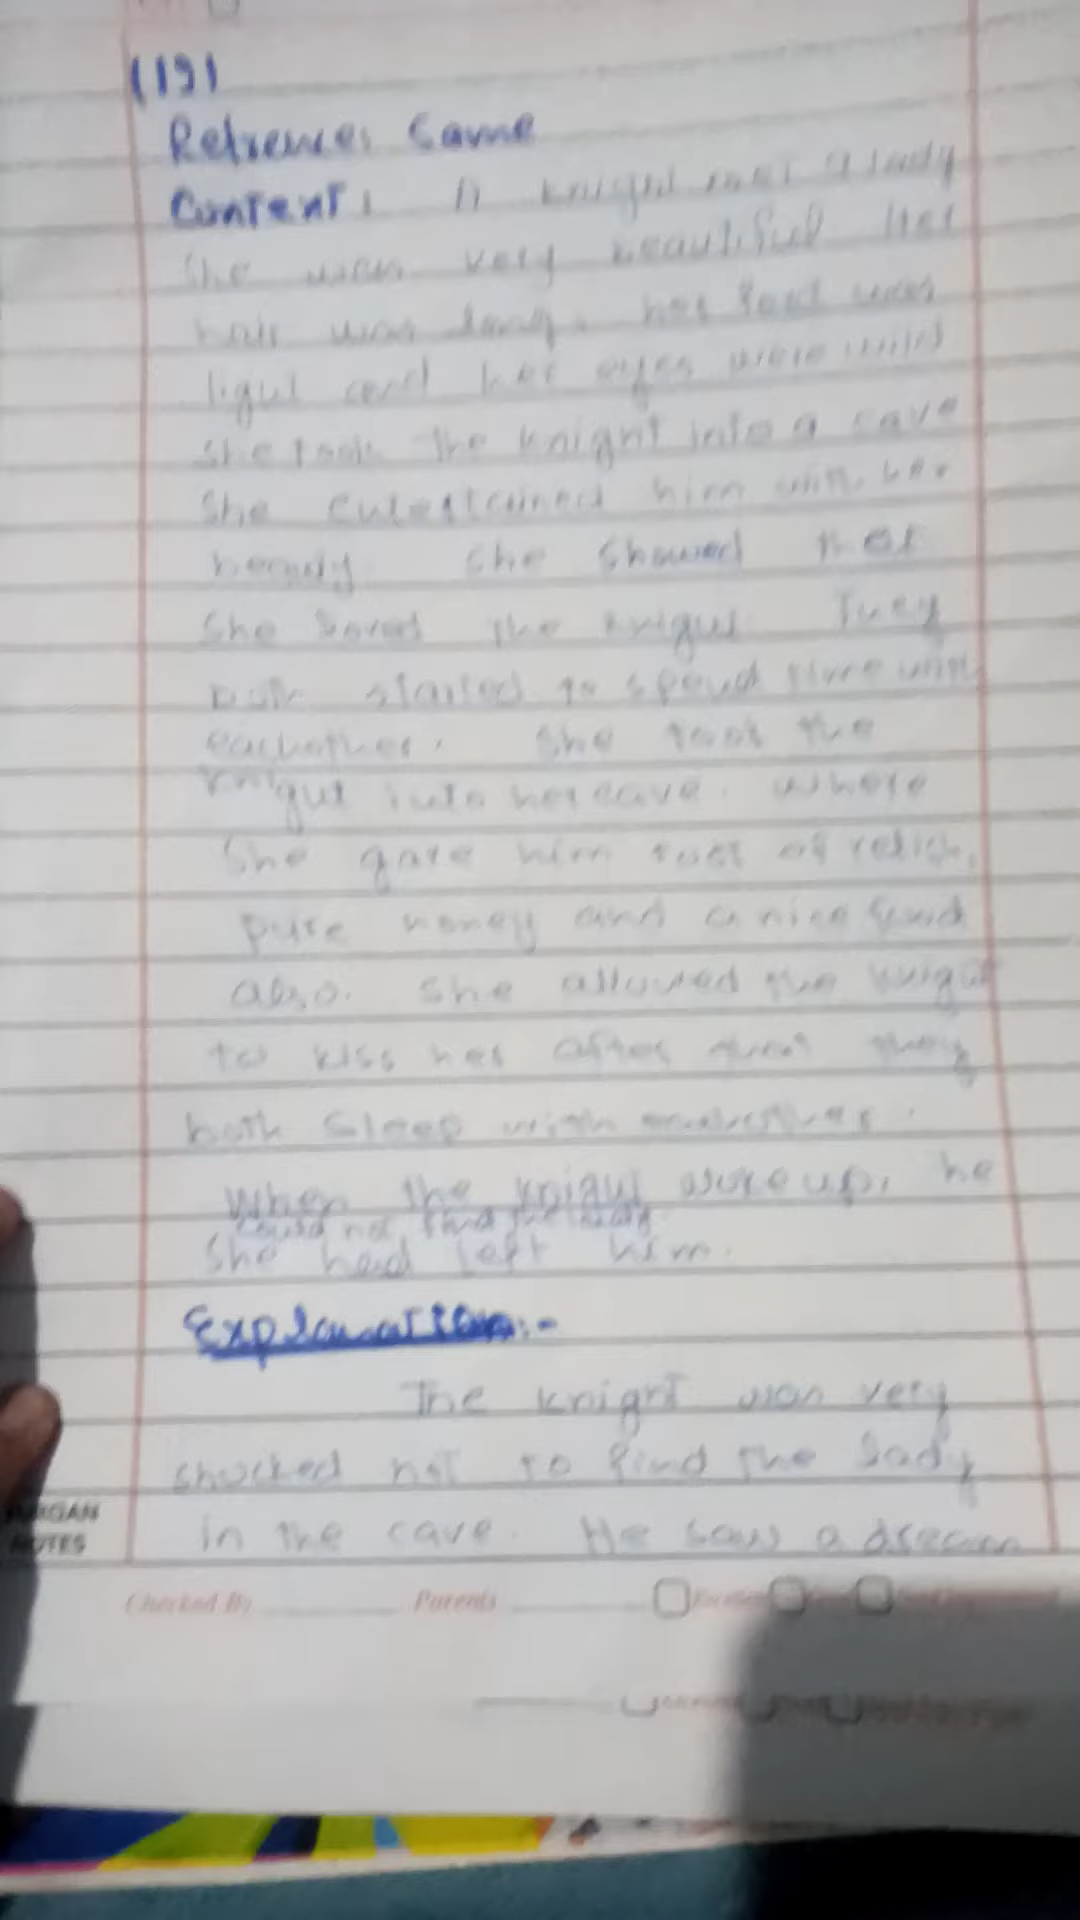 (19)
Refrence: Same
Context: A knight met a lady
She was very beautiful Her
hair was long, her foot was
light and her eyes were wild
She took the knight into a cave
She entertained him with her
beauty She showed that
She loved the knight They
both started to spend time with
eachother. She took the
knight into her cave. where
She gave him root of relish,
pure honey and a nice food
also. She allowed the knight
to kiss her after that they
both Sleep with
When the knight woke up, he
could not find the lady
She had left him.
Explanation:-
The knight was very
shocked not to find the lady
in the cave. He saw a dream
NOTES
Checked By Parents